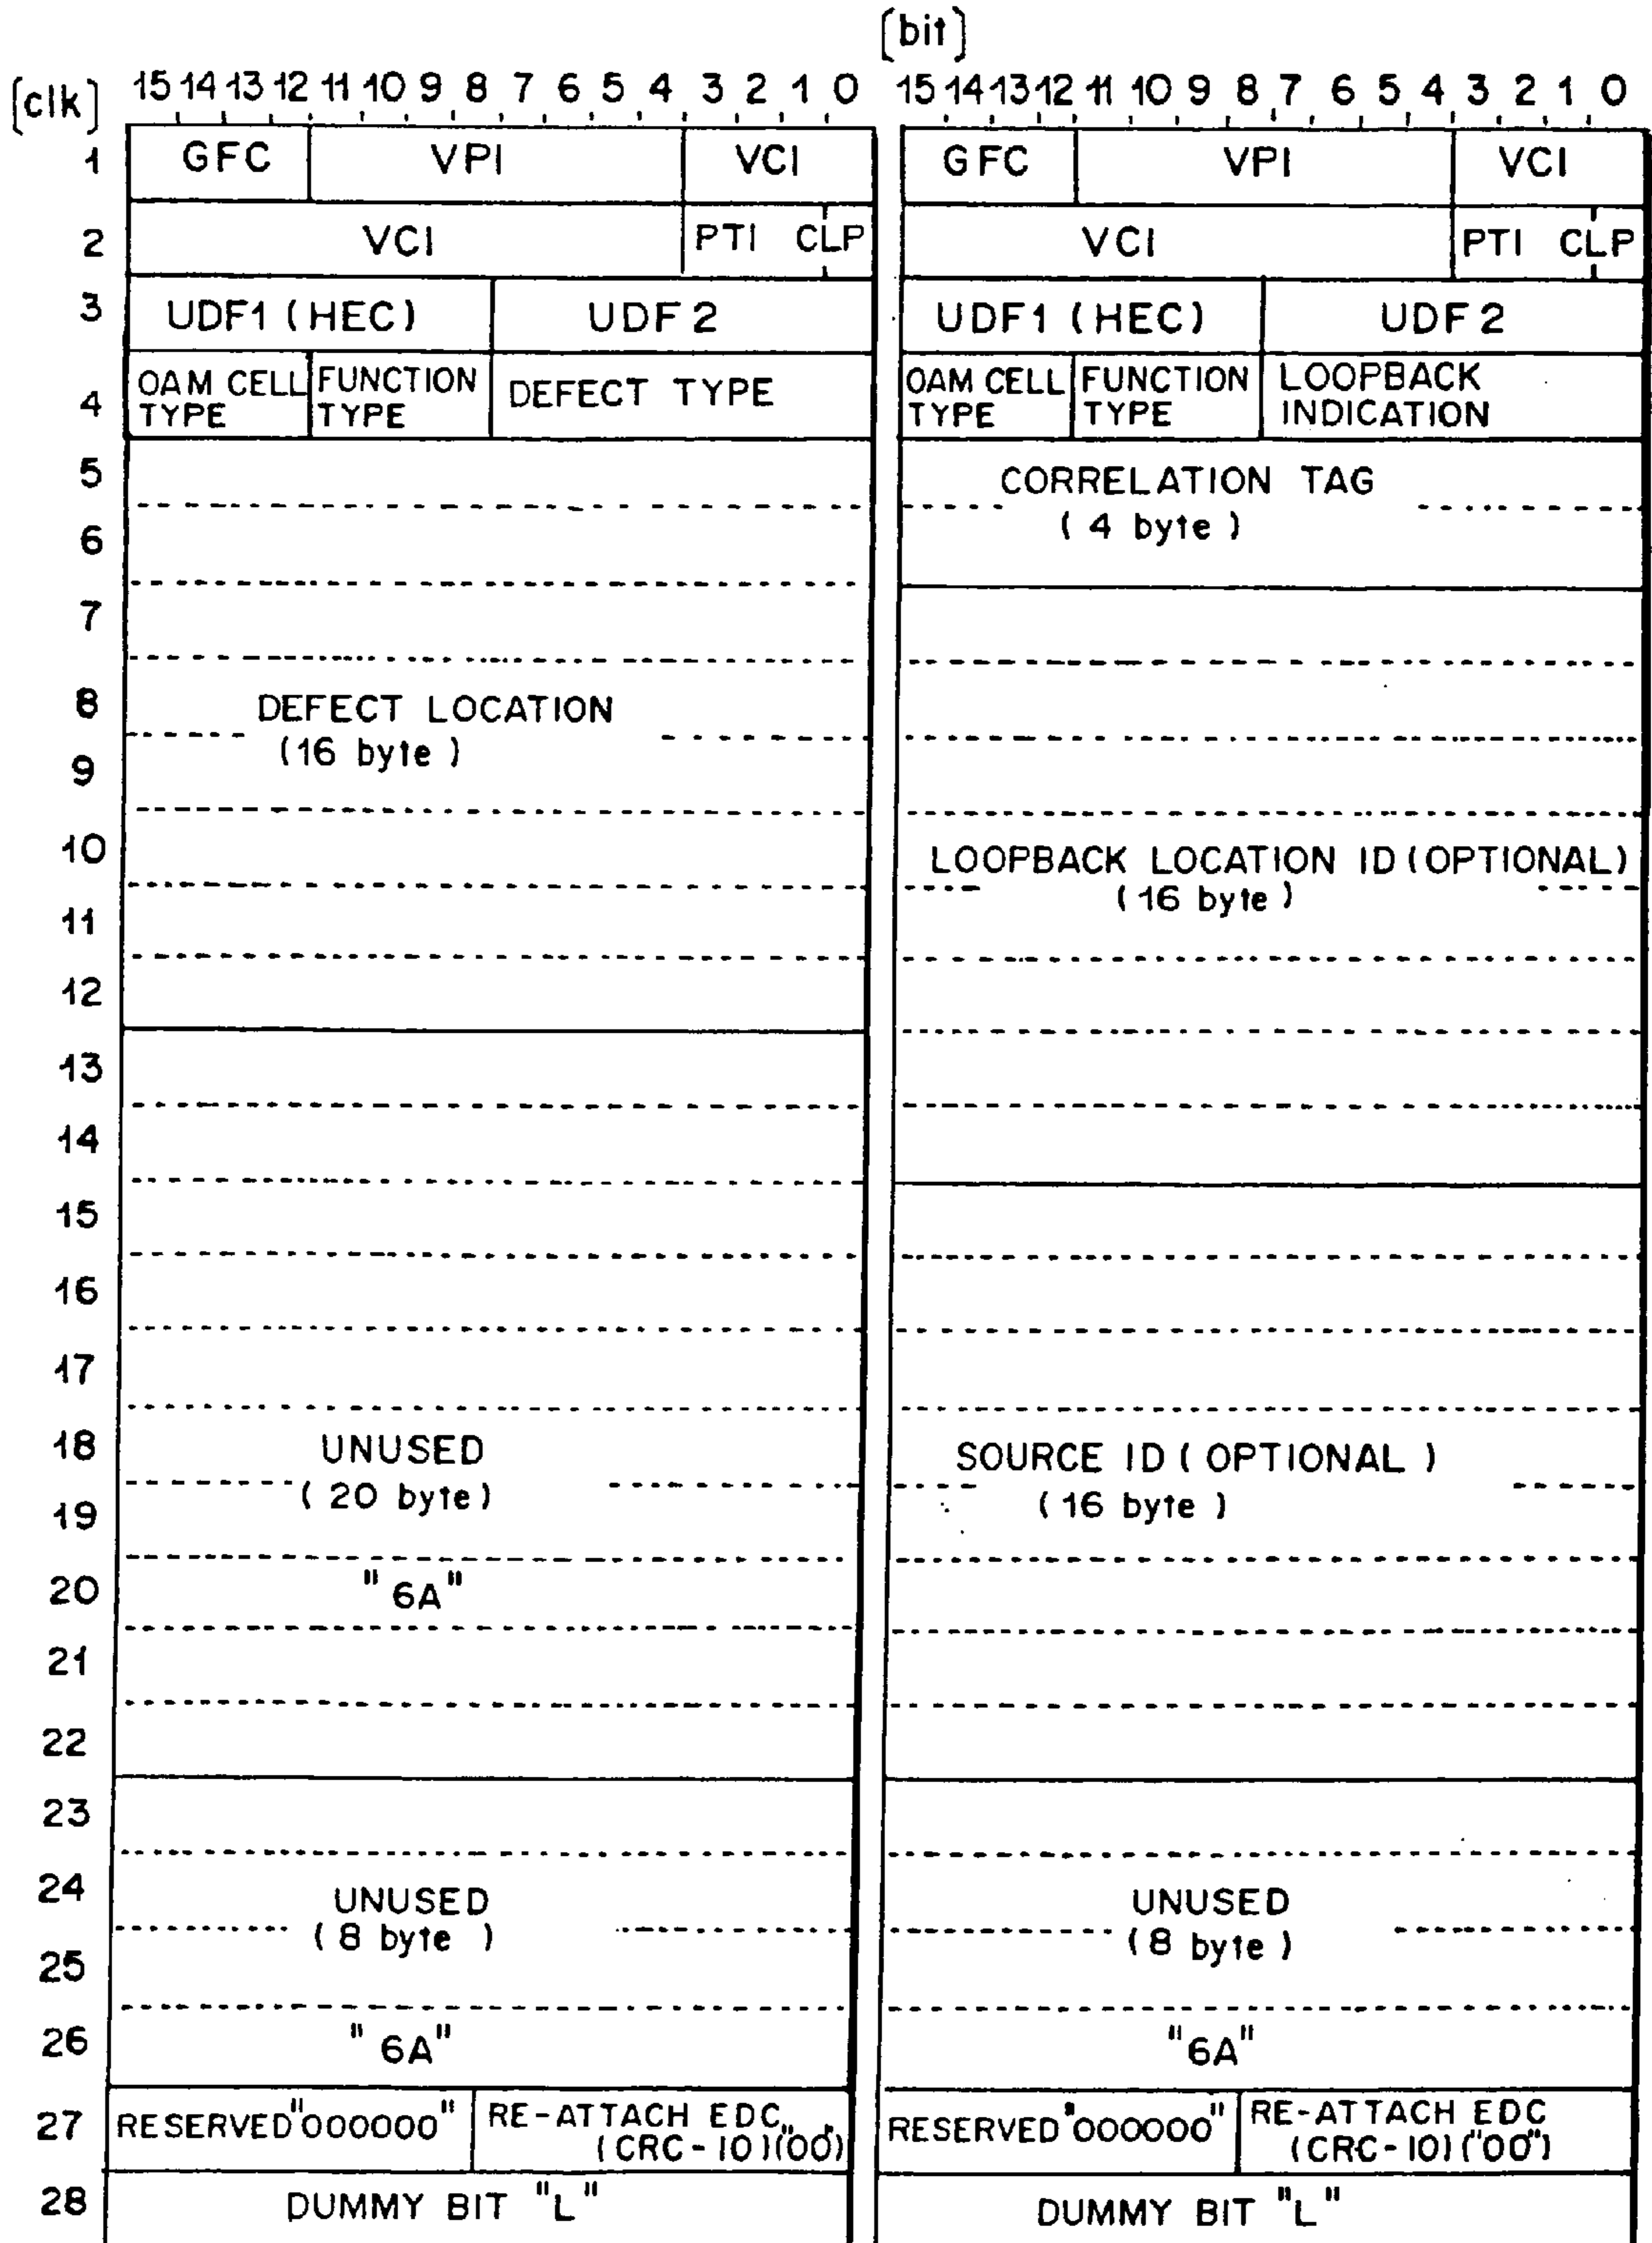 [bit]
[clk] 15 14 13 12 11 10 9 8 7 6 5 4 3 2 1 0 15 14 13 12 11 10 9 8 7 6 5 4 3 2 1 0
1 GFC VPI VCI GFC VPI VCI
2 VCI PTI CLP VCI PTI CLP
3 UDF1 (HEC) UDF2 UDF1 (HEC) UDF2
4 OAM CELL TYPE FUNCTION TYPE DEFECT TYPE OAM CELL TYPE FUNCTION TYPE LOOPBACK INDICATION
5 CORRELATION TAG
(4 byte)
6
7
8 DEFECT LOCATION
(16 byte)
9
10 LOOPBACK LOCATION ID (OPTIONAL)
(16 byte)
11
12
13
14
15
16
17
18 UNUSED SOURCE ID (OPTIONAL)
(20 byte) (16 byte)
19
20 "6A"
21
22
23
24 UNUSED UNUSED
(8 byte) (8 byte)
25
26 "6A" "6A"
27 RESERVED "000000" RE-ATTACH EDC (CRC-10) ("00") RESERVED "000000" RE-ATTACH EDC (CRC-10) ("00")
28 DUMMY BIT "L" DUMMY BIT "L"